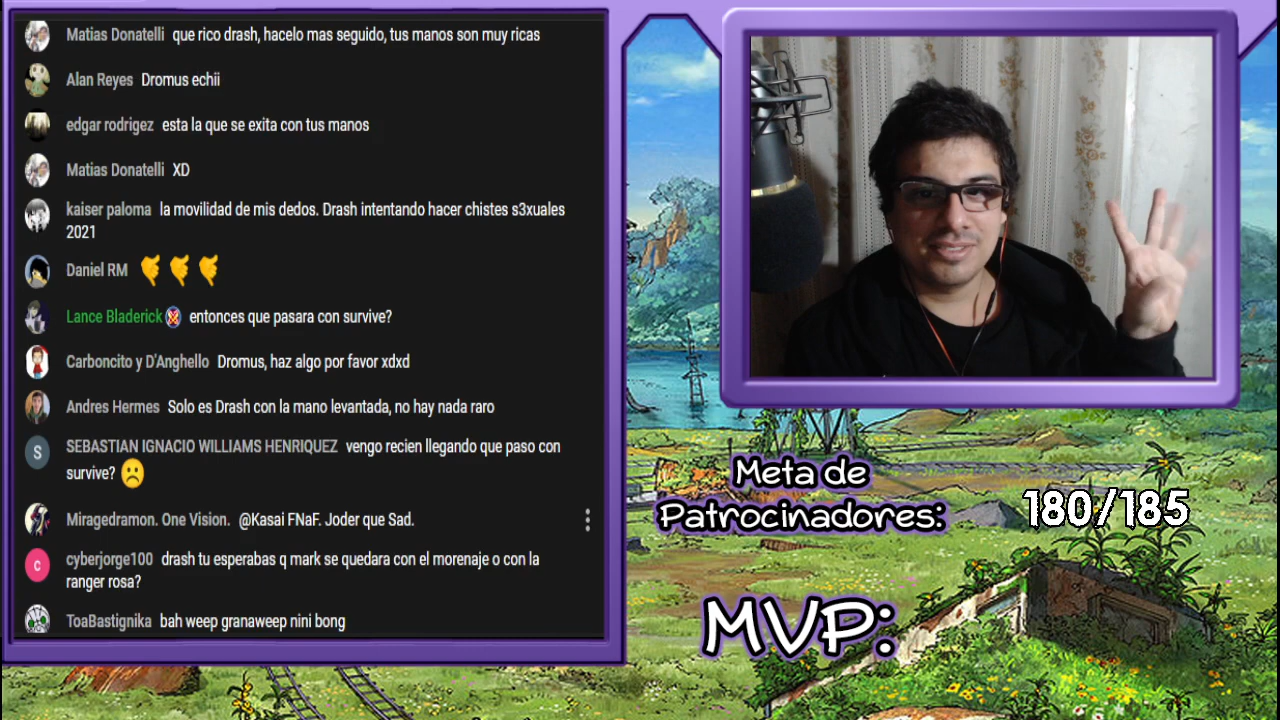 Matias Donatelli que rico drash, hacelo mas seguido, tus manos son muy ricas
Alan Reyes Dromus echii
edgar rodrigez esta la que se exita con tus manos
Matias Donatelli XD
kaiser paloma la movilidad de mis dedos. Drash intentando hacer chistes s3xuales
2021
Daniel RM
Lance Bladerick entonces que pasara con survive?
Carboncito y D'Anghello Dromus, haz algo por favor xdxd
Andres Hermes Solo es Drash con la mano levantada, no hay nada raro
S SEBASTIAN IGNACIO WILLIAMS HENRIQUEZ vengo recien llegando que paso con
survive?
Miragedramon. One Vision. @Kasai FNaF. Joder que Sad.
c cyberjorge100 drash tu esperabas q mark se quedara con el morenaje o con la
ranger rosa?
ToaBastignika bah weep granaweep nini bong
Meta de
Patrocinadores:
180/185
MVP: